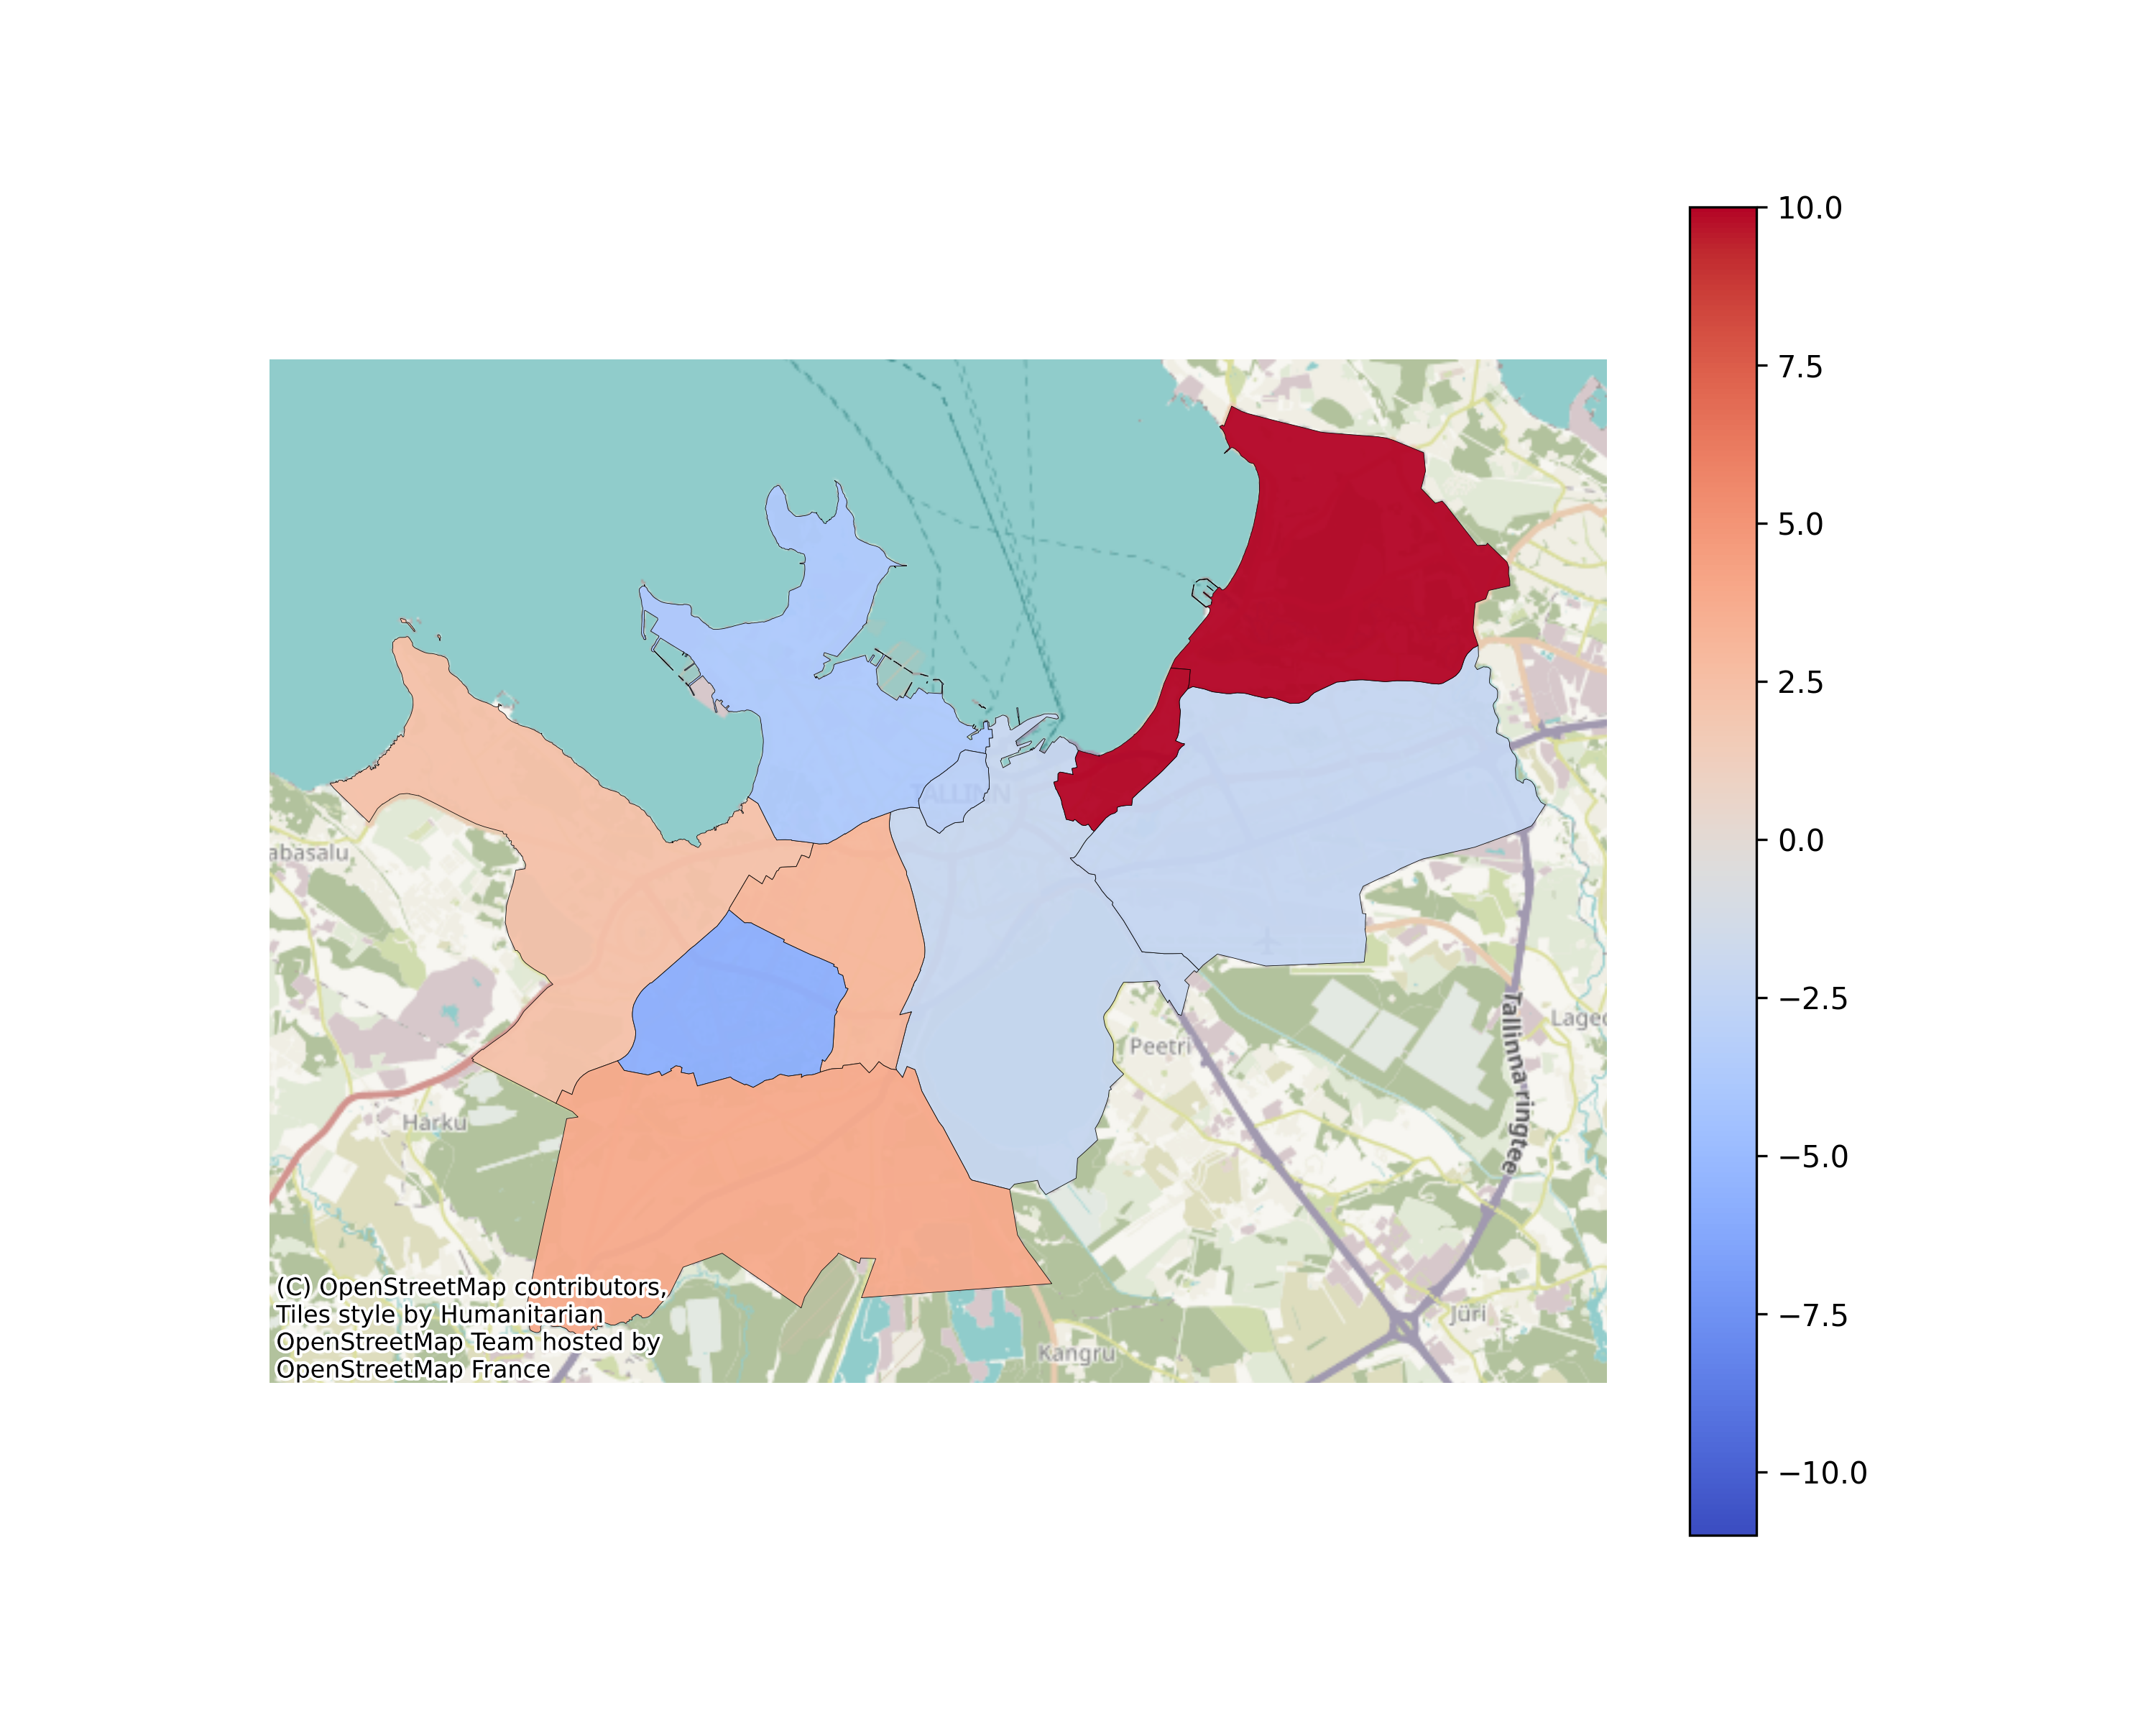 TALLINN
abasalu
Harku
Peetri
Lageo
Tallinna ringtee
Jüri
Kangru
(C) OpenStreetMap contributors,
Tiles style by Humanitarian
OpenStreetMap Team hosted by
OpenStreetMap France
10.0
7.5
5.0
2.5
0.0
−2.5
−5.0
−7.5
−10.0